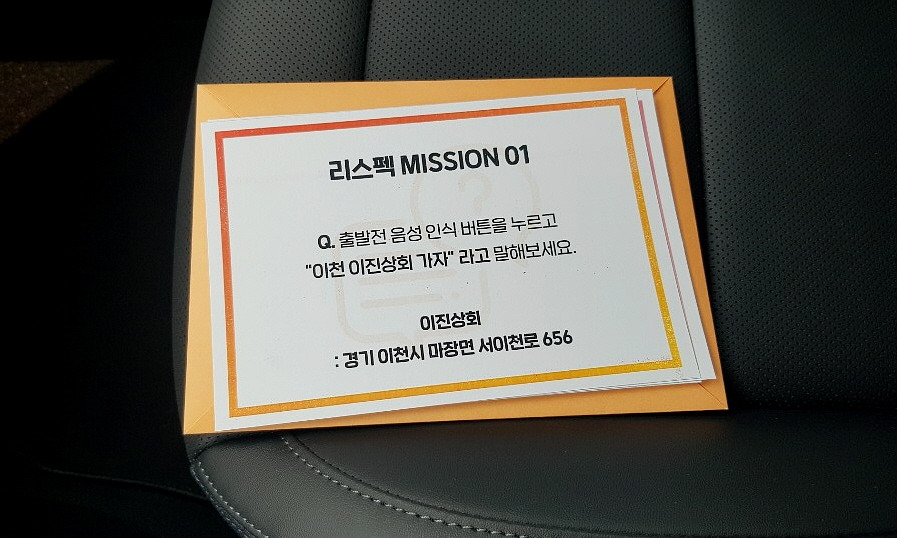 리스펙 MISSION 01
Q. 출발전 음성 인식 버튼을 누르고
"이천 이진상회 가자" 라고 말해보세요.
이진상회
: 경기 이천시 마장면 서이천로 656